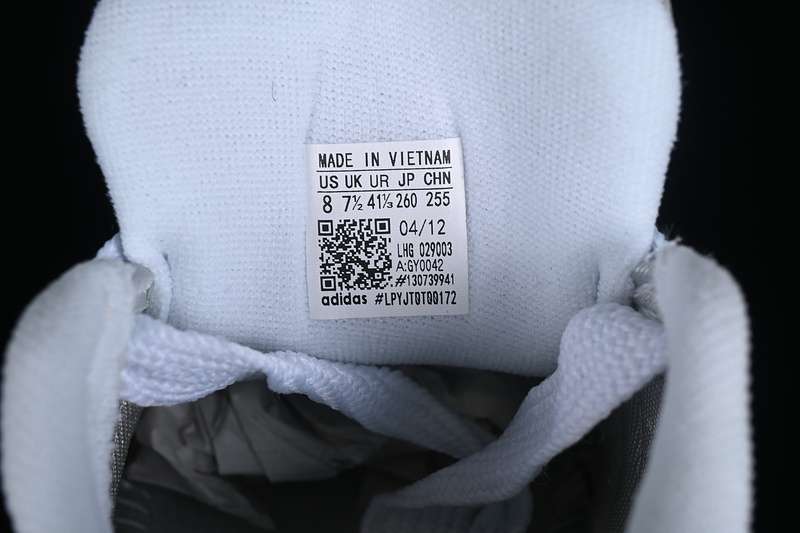 MADE IN VIETNAM
US UK UR JP CHN
8 7½ 41⅓ 260 255
04/12
LHG 029003
A:GY0042
#130739941
adidas #LPYJTQTQQ172